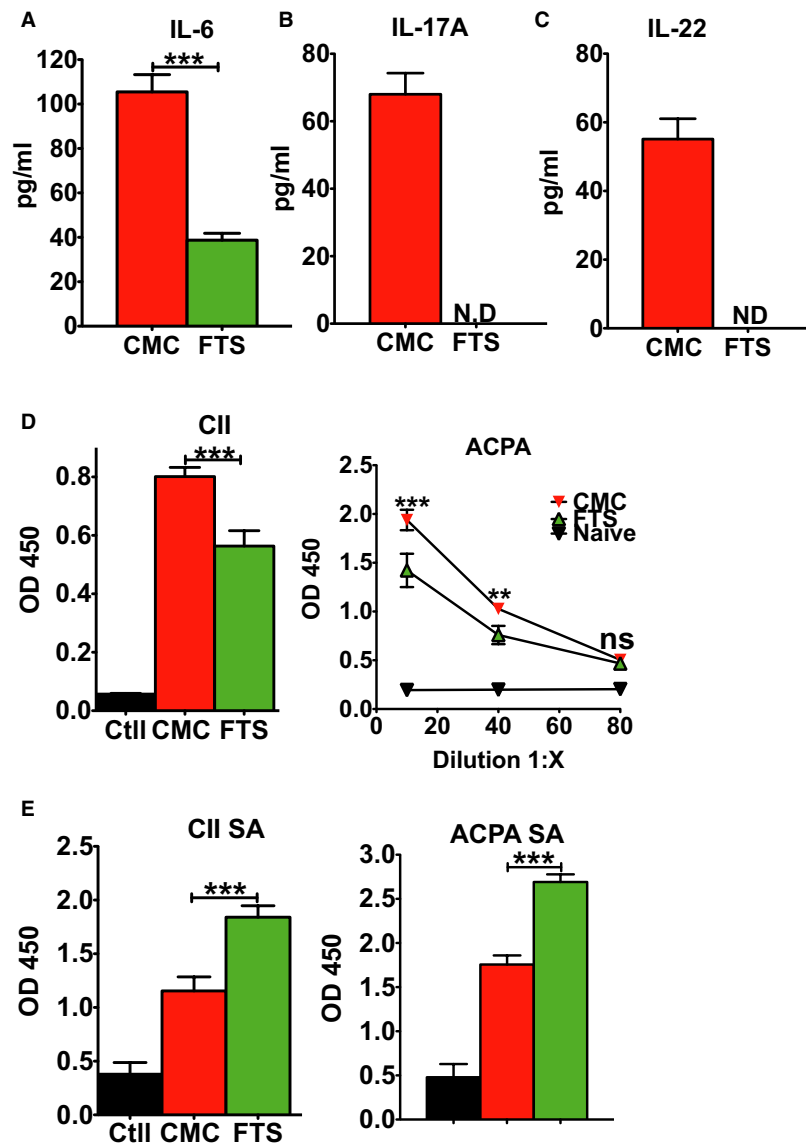 A
IL-6
***
pg/ml
120
100
80
60
40
20
0
CMC FTS
B
IL-17A
pg/ml
80
60
40
20
0
N.D
CMC FTS
C
IL-22
pg/ml
80
60
40
20
0
ND
CMC FTS
D
CII
***
OD 450
0.8
0.6
0.4
0.2
0.0
Ctll CMC FTS
ACPA
OD 450
2.5
2.0
1.5
1.0
0.5
0.0
***
**
ns
CMC
FTS
Naive
0 20 40 60 80
Dilution 1:X
E
CII SA
***
OD 450
2.5
2.0
1.5
1.0
0.5
0.0
Ctll CMC FTS
ACPA SA
***
OD 450
3.0
2.5
2.0
1.5
1.0
0.5
0.0